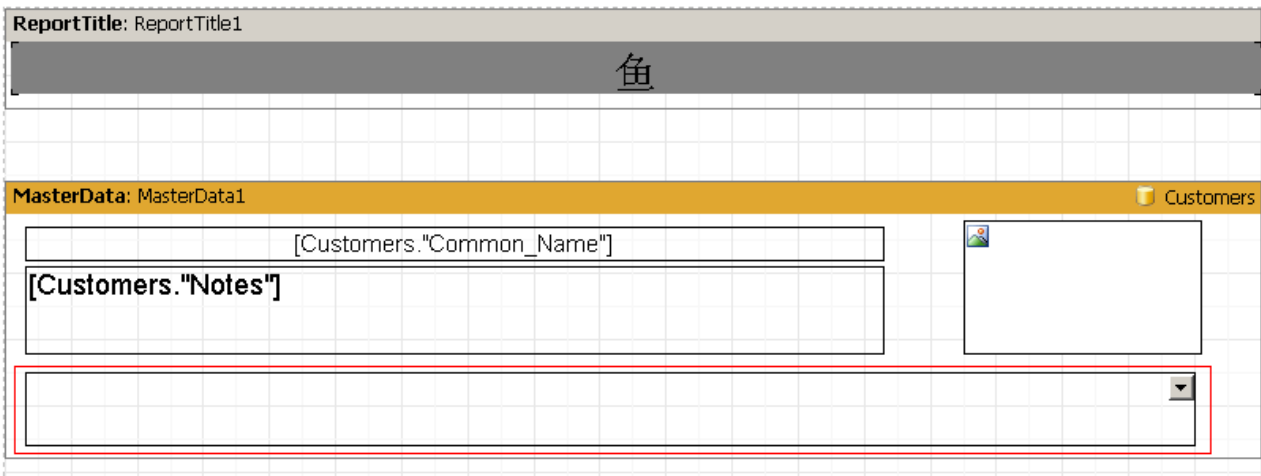 ReportTitle: ReportTitle1
鱼
MasterData: MasterData1 Customers
[Customers."Common_Name"]
[Customers."Notes"]